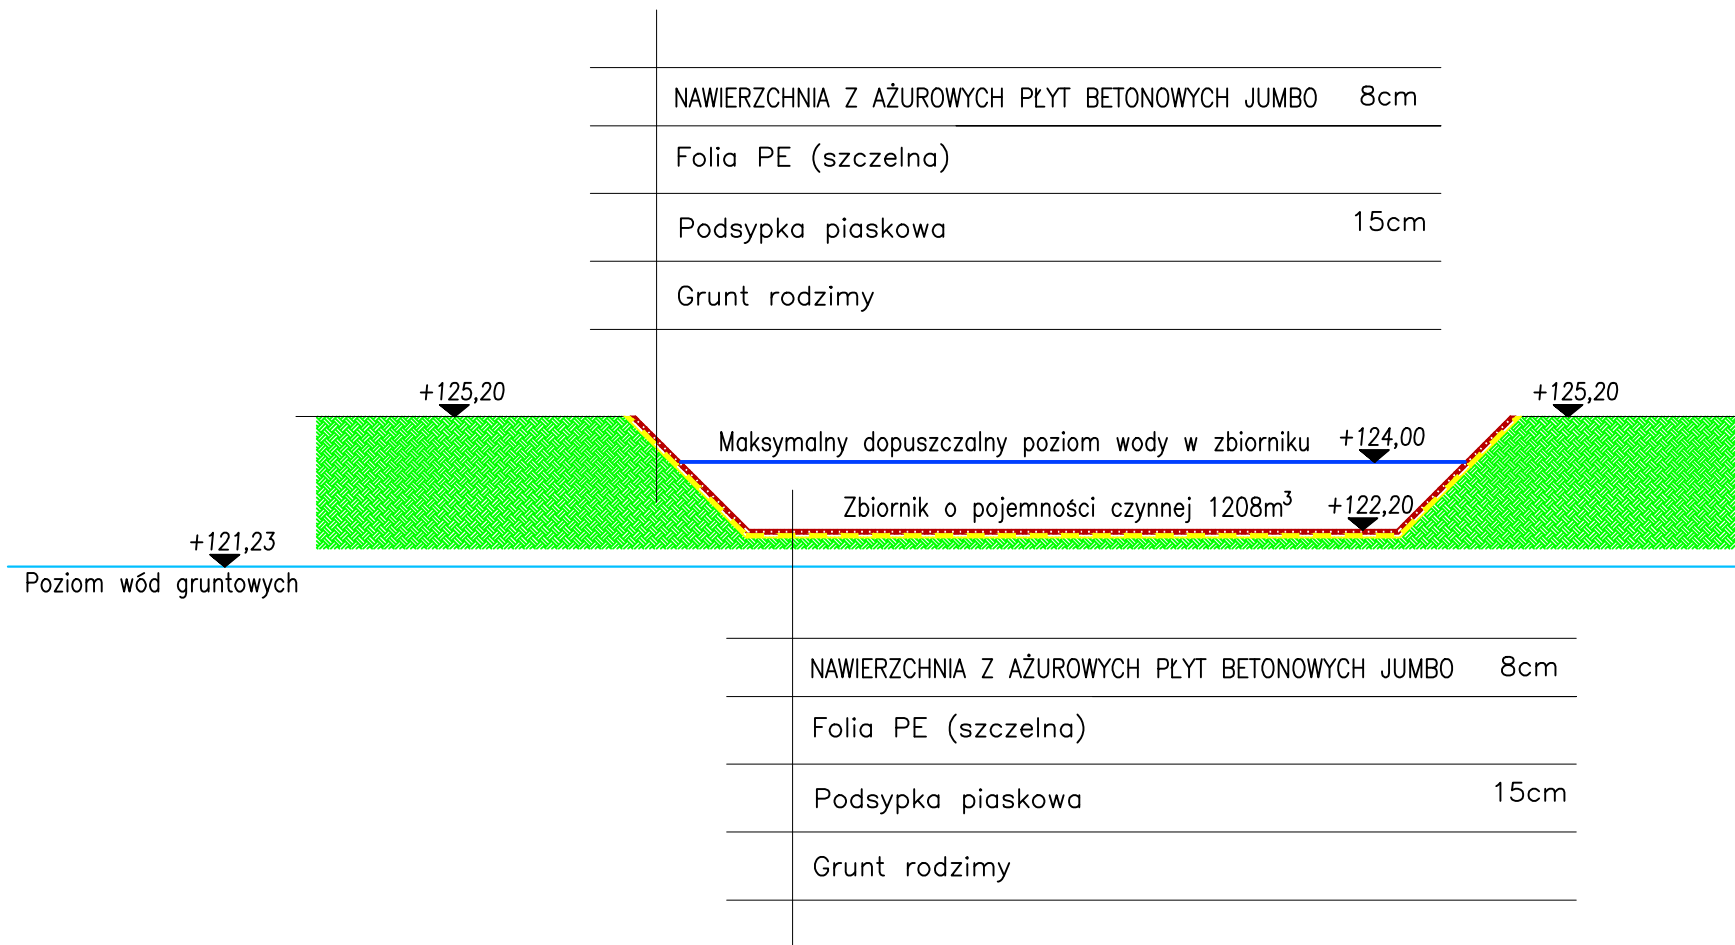 NAWIERZCHNIA Z AŻUROWYCH PŁYT BETONOWYCH JUMBO 8cm
Folia PE (szczelna)
Podsypka piaskowa 15cm
Grunt rodzimy
+125,20 +125,20
Maksymalny dopuszczalny poziom wody w zbiorniku +124,00
Zbiornik o pojemności czynnej 1208m³ +122,20
+121,23
Poziom wód gruntowych
NAWIERZCHNIA Z AŻUROWYCH PŁYT BETONOWYCH JUMBO 8cm
Folia PE (szczelna)
Podsypka piaskowa 15cm
Grunt rodzimy